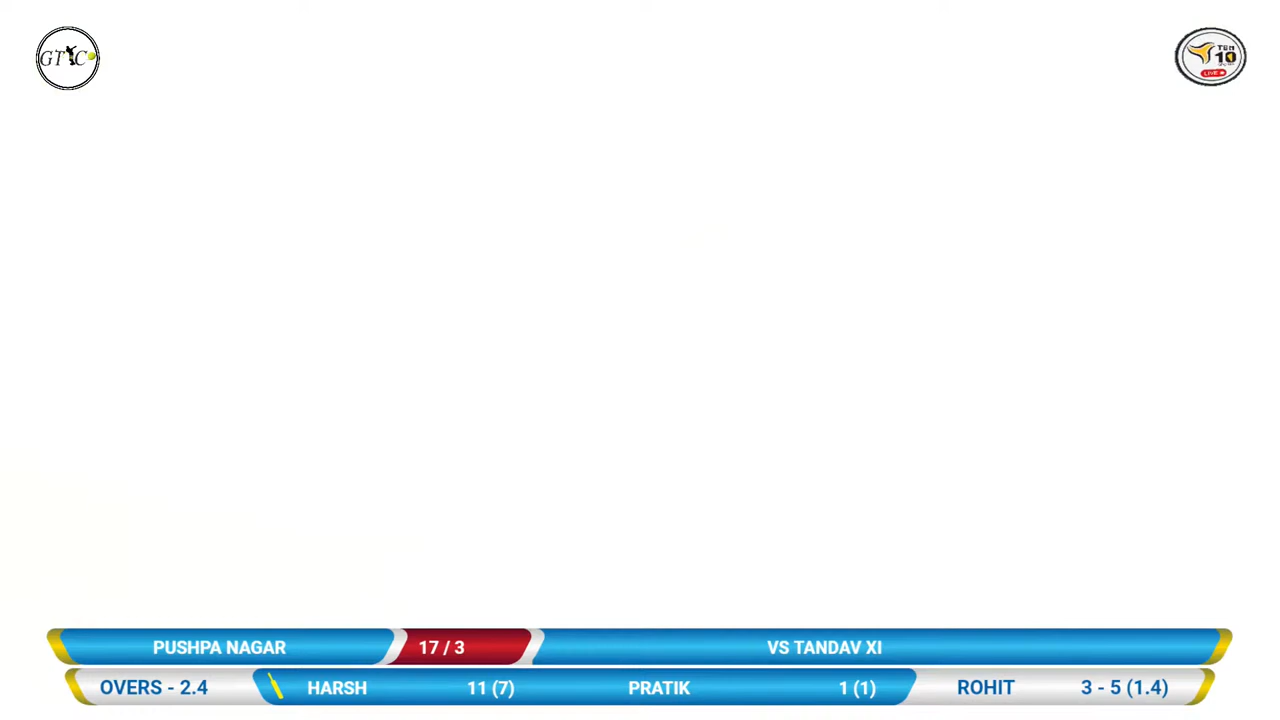 GTC
TEN
10
LIVE
PUSHPA NAGAR 17 / 3 VS TANDAV XI
OVERS - 2.4 HARSH 11 (7) PRATIK 1 (1) ROHIT 3 - 5 (1.4)